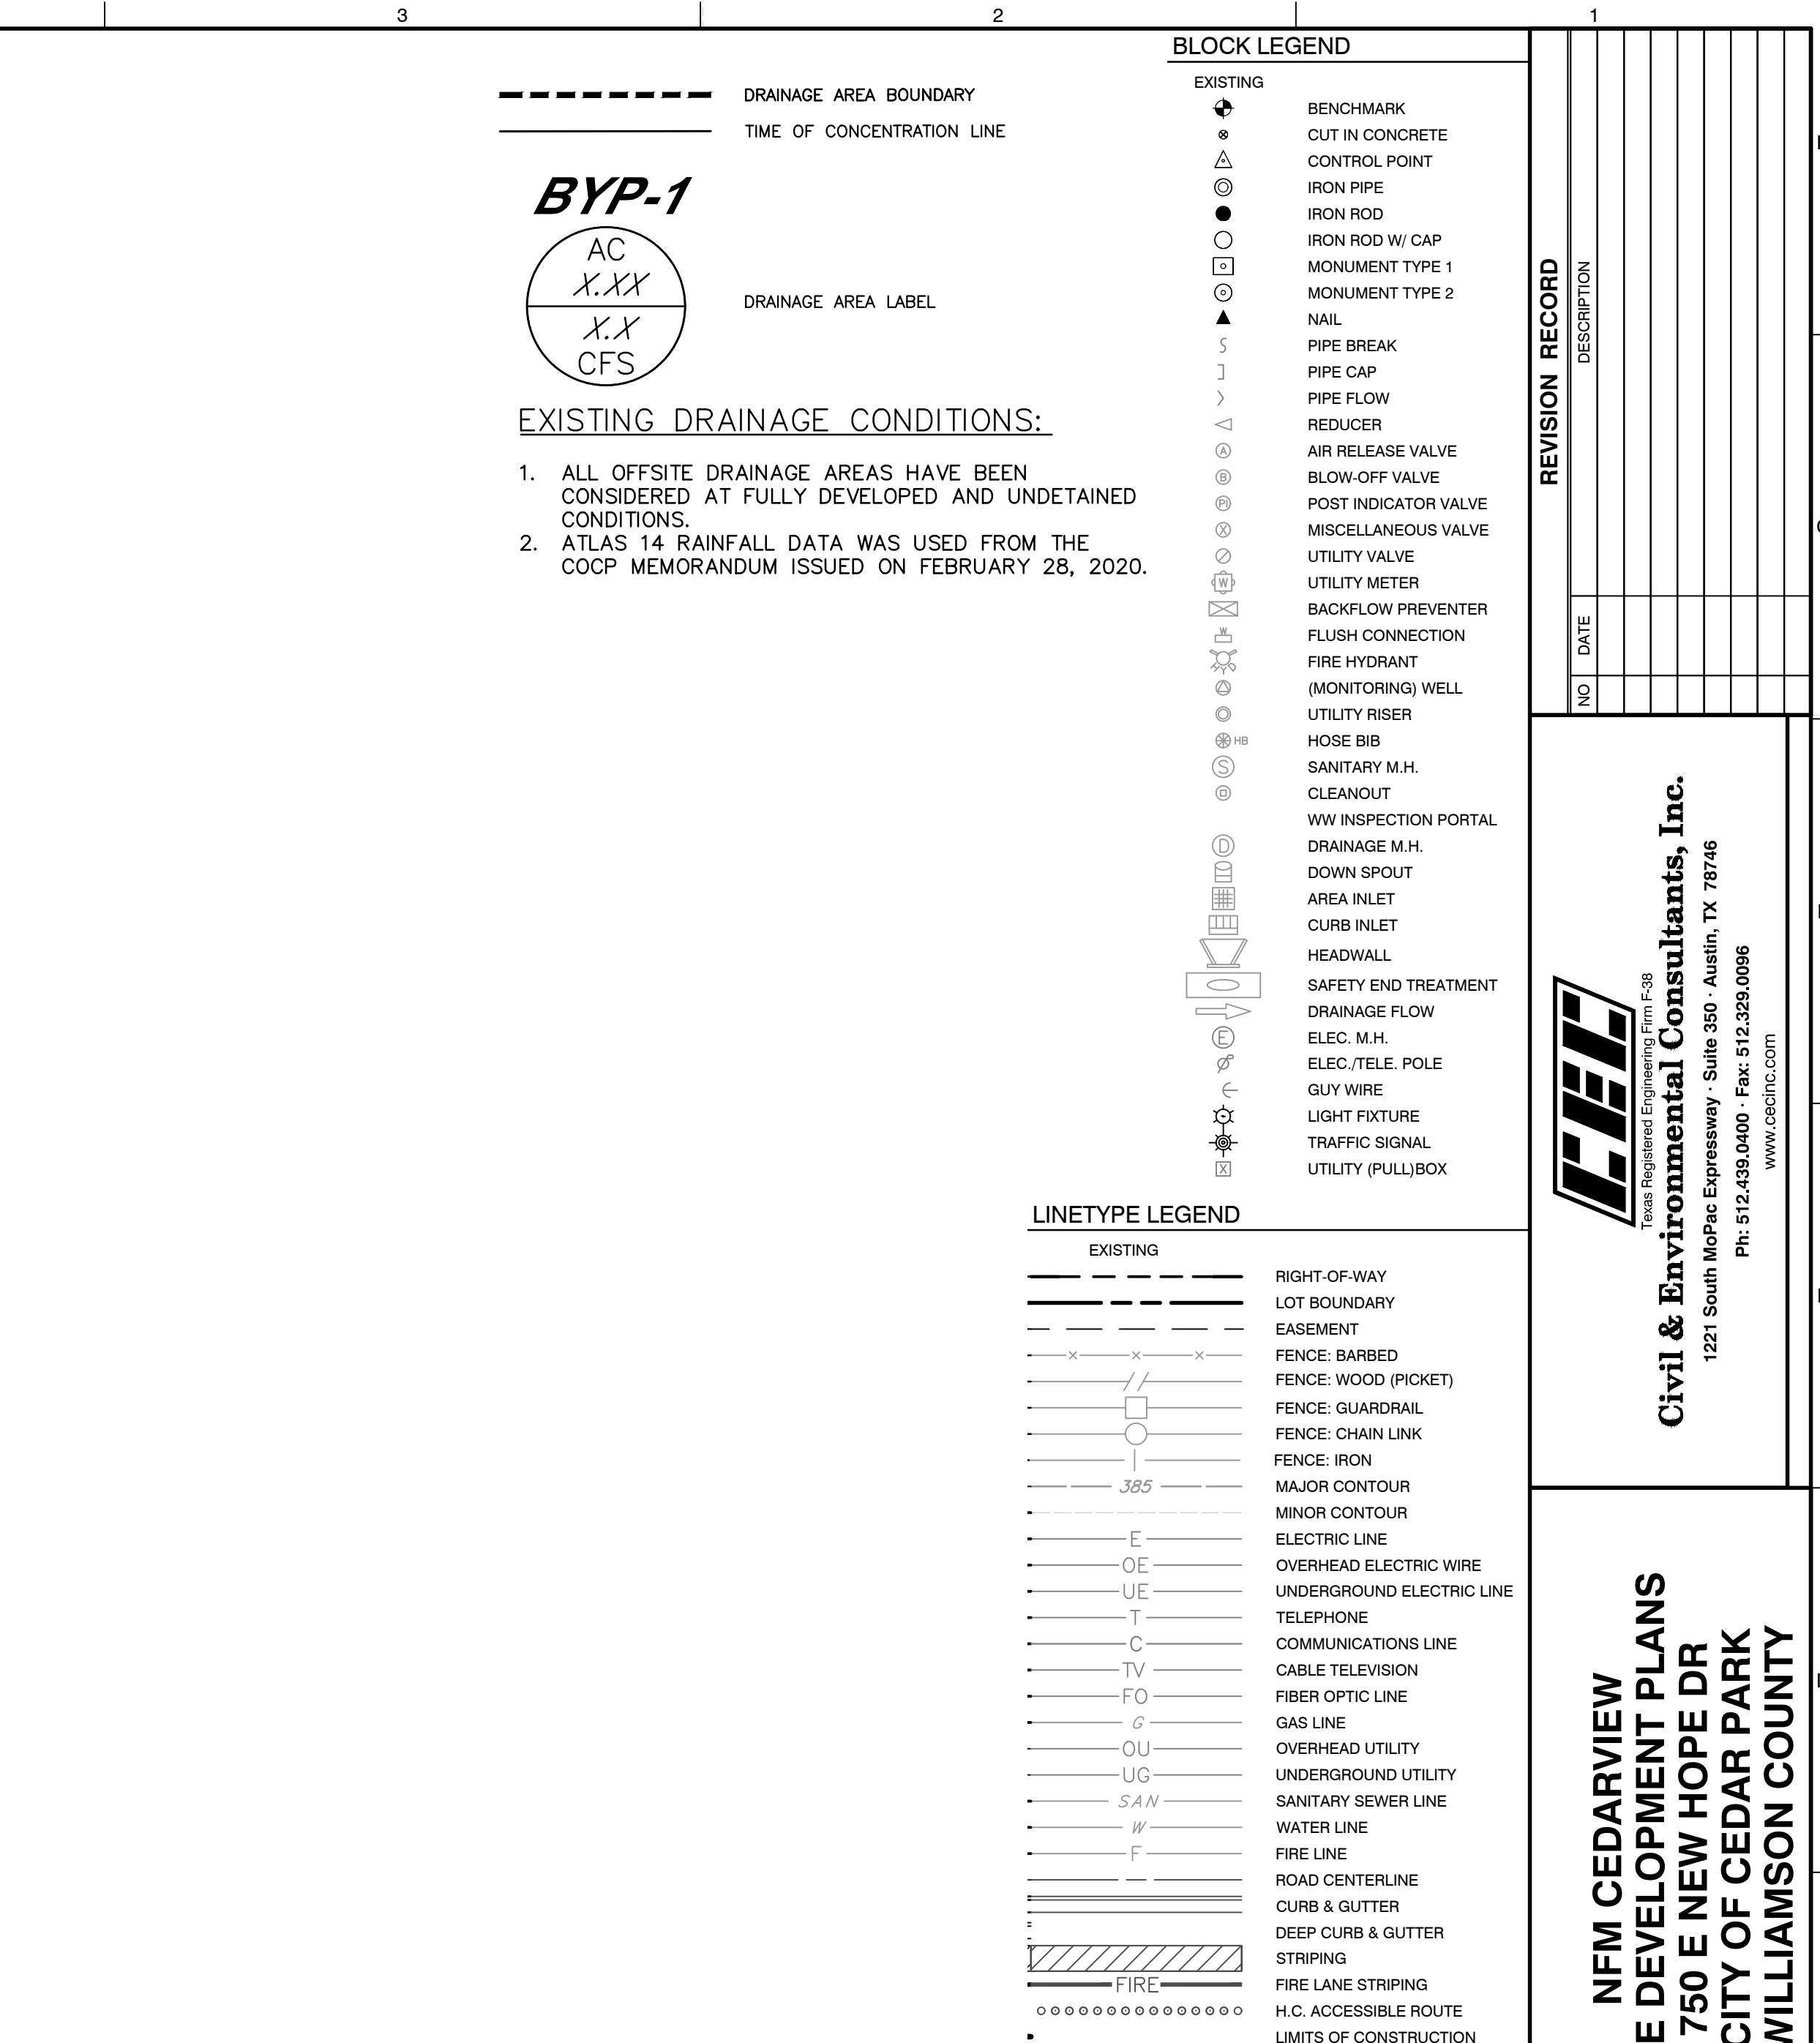 3
2
1
DRAINAGE AREA BOUNDARY
TIME OF CONCENTRATION LINE
BYP-1
AC
X.XX
X.X
CFS
DRAINAGE AREA LABEL
EXISTING DRAINAGE CONDITIONS:
1. ALL OFFSITE DRAINAGE AREAS HAVE BEEN
CONSIDERED AT FULLY DEVELOPED AND UNDETAINED
CONDITIONS.
2. ATLAS 14 RAINFALL DATA WAS USED FROM THE
COCP MEMORANDUM ISSUED ON FEBRUARY 28, 2020.
BLOCK LEGEND
EXISTING
BENCHMARK
CUT IN CONCRETE
CONTROL POINT
IRON PIPE
IRON ROD
IRON ROD W/ CAP
MONUMENT TYPE 1
MONUMENT TYPE 2
NAIL
PIPE BREAK
PIPE CAP
PIPE FLOW
REDUCER
A AIR RELEASE VALVE
B BLOW-OFF VALVE
PI POST INDICATOR VALVE
X MISCELLANEOUS VALVE
UTILITY VALVE
W UTILITY METER
BACKFLOW PREVENTER
W FLUSH CONNECTION
FIRE HYDRANT
(MONITORING) WELL
UTILITY RISER
HB HOSE BIB
S SANITARY M.H.
CLEANOUT
WW INSPECTION PORTAL
D DRAINAGE M.H.
DOWN SPOUT
AREA INLET
CURB INLET
HEADWALL
SAFETY END TREATMENT
DRAINAGE FLOW
E ELEC. M.H.
ELEC./TELE. POLE
GUY WIRE
LIGHT FIXTURE
TRAFFIC SIGNAL
X UTILITY (PULL)BOX
LINETYPE LEGEND
EXISTING
RIGHT-OF-WAY
LOT BOUNDARY
EASEMENT
FENCE: BARBED
FENCE: WOOD (PICKET)
FENCE: GUARDRAIL
FENCE: CHAIN LINK
FENCE: IRON
385 MAJOR CONTOUR
MINOR CONTOUR
E ELECTRIC LINE
OE OVERHEAD ELECTRIC WIRE
UE UNDERGROUND ELECTRIC LINE
T TELEPHONE
C COMMUNICATIONS LINE
TV CABLE TELEVISION
FO FIBER OPTIC LINE
G GAS LINE
OU OVERHEAD UTILITY
UG UNDERGROUND UTILITY
SAN SANITARY SEWER LINE
W WATER LINE
F FIRE LINE
ROAD CENTERLINE
CURB & GUTTER
DEEP CURB & GUTTER
STRIPING
FIRE FIRE LANE STRIPING
H.C. ACCESSIBLE ROUTE
LIMITS OF CONSTRUCTION
REVISION RECORD
NO DATE DESCRIPTION
CEC
Texas Registered Engineering Firm F-38
Civil & Environmental Consultants, Inc.
1221 South MoPac Expressway · Suite 350 · Austin, TX 78746
Ph: 512.439.0400 · Fax: 512.329.0096
www.cecinc.com
NFM CEDARVIEW
E DEVELOPMENT PLANS
750 E NEW HOPE DR
CITY OF CEDAR PARK
WILLIAMSON COUNTY